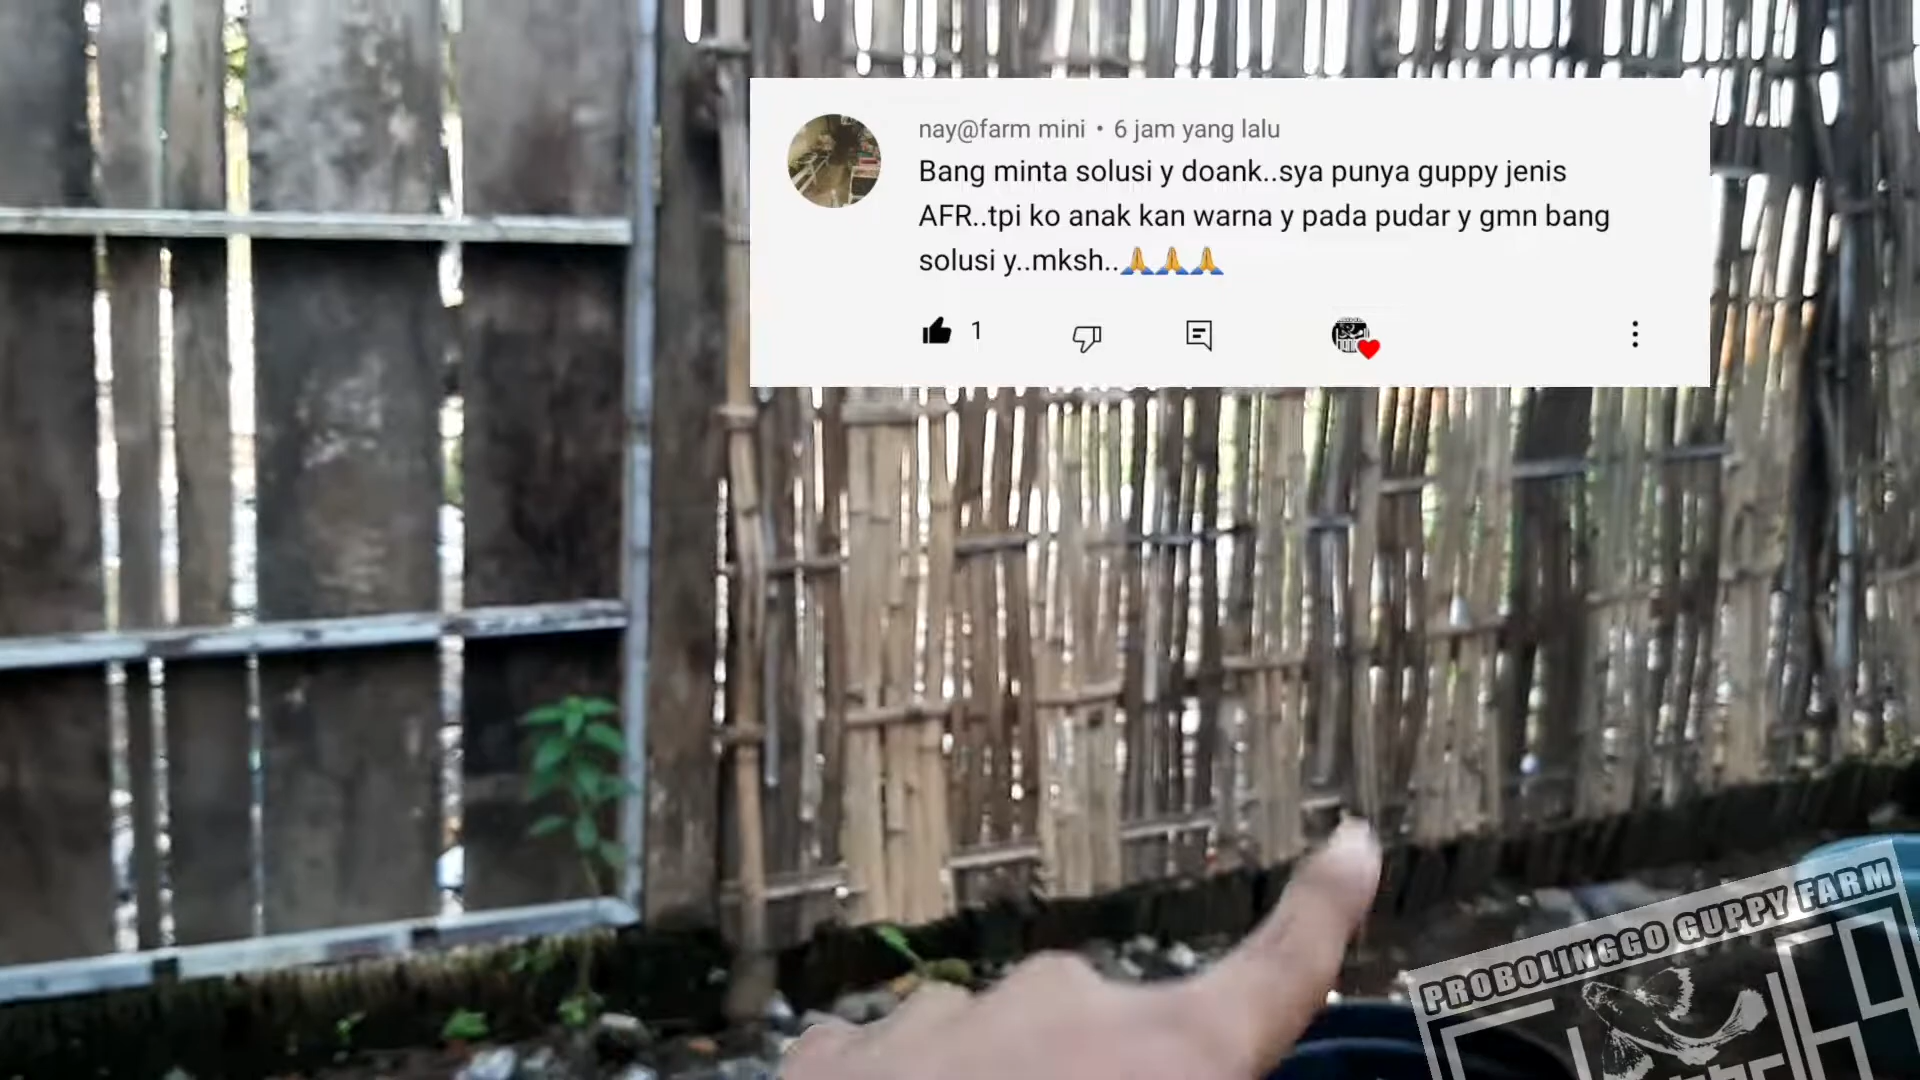 nay@farm mini • 6 jam yang lalu
Bang minta solusi y doank..sya punya guppy jenis
AFR..tpi ko anak kan warna y pada pudar y gmn bang
solusi y..mksh..🙏🙏🙏
1
PROBOLINGGO GUPPY FARM